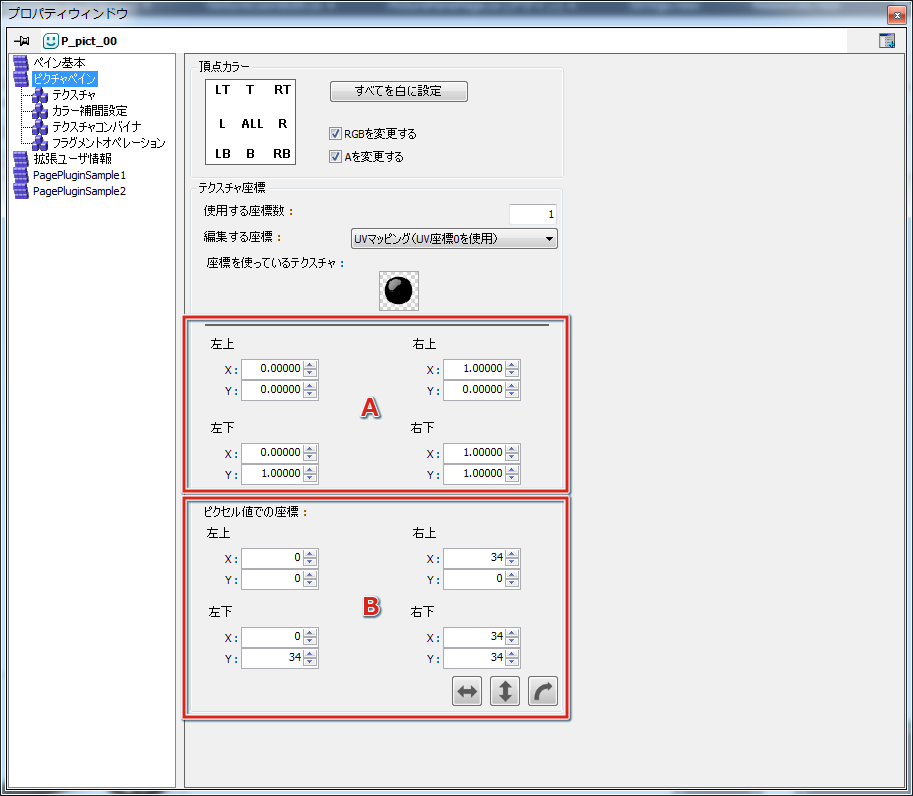 プロパティウィンドウ
P_pict_00
ペイン基本
ピクチャペイン
テクスチャ
カラー補間設定
テクスチャコンバイナ
フラグメントオペレーション
拡張ユーザ情報
PagePluginSample1
PagePluginSample2
頂点カラー
LT T RT
L ALL R
LB B RB
すべてを白に設定
RGBを変更する
Aを変更する
テクスチャ座標
使用する座標数： 1
編集する座標： UVマッピング(UV座標0を使用)
座標を使っているテクスチャ：
左上 右上
X: 0.00000 X: 1.00000
Y: 0.00000 Y: 0.00000
A
左下 右下
X: 0.00000 X: 1.00000
Y: 1.00000 Y: 1.00000
ピクセル値での座標：
左上 右上
X: 0 X: 34
Y: 0 Y: 0
B
左下 右下
X: 0 X: 34
Y: 34 Y: 34